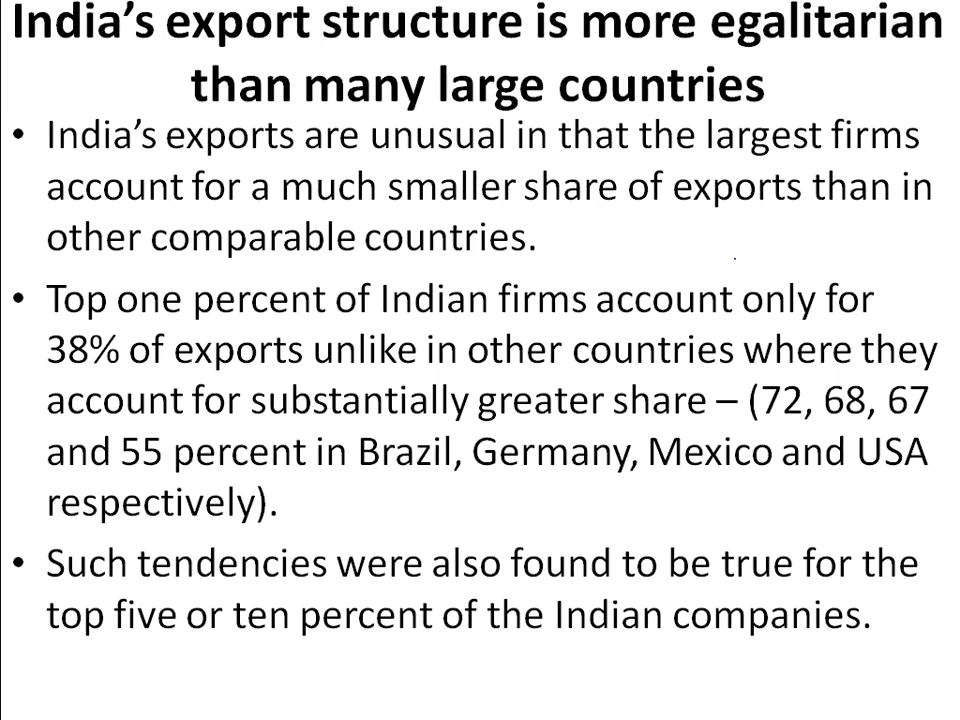 India’s export structure is more egalitarian
than many large countries
• India’s exports are unusual in that the largest firms
account for a much smaller share of exports than in
other comparable countries.
• Top one percent of Indian firms account only for
38% of exports unlike in other countries where they
account for substantially greater share – (72, 68, 67
and 55 percent in Brazil, Germany, Mexico and USA
respectively).
• Such tendencies were also found to be true for the
top five or ten percent of the Indian companies.